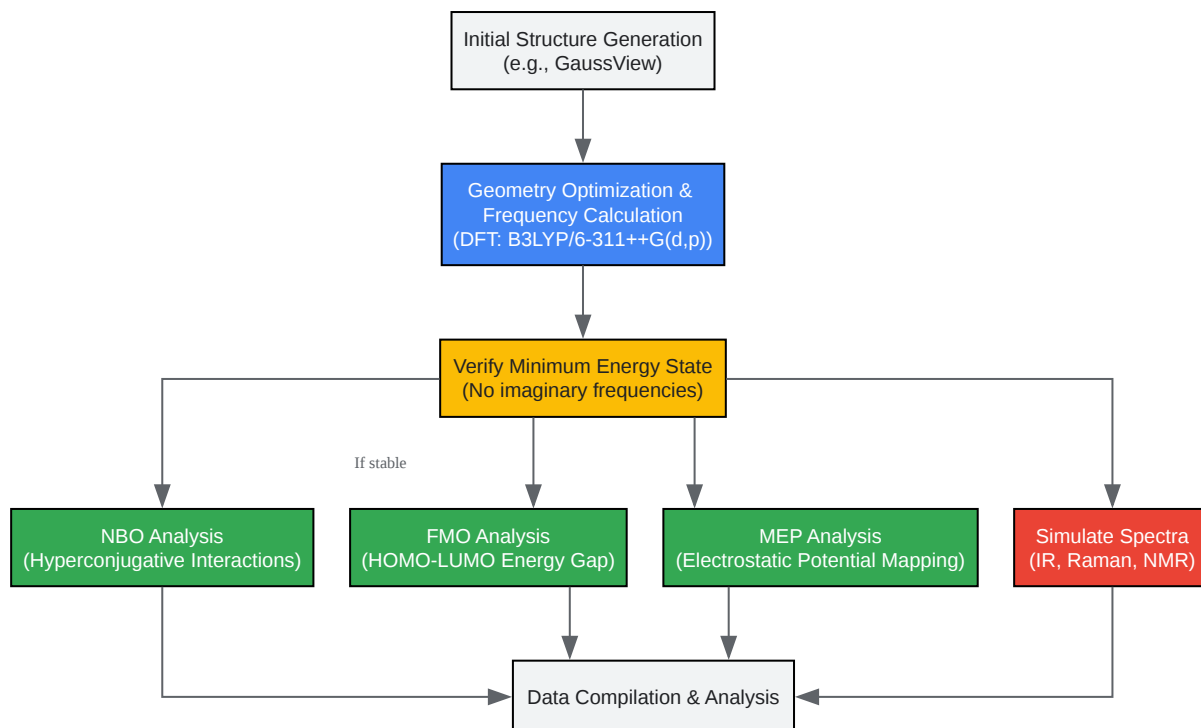 Initial Structure Generation
(e.g., GaussView)
Geometry Optimization &
Frequency Calculation
(DFT: B3LYP/6-311++G(d,p))
Verify Minimum Energy State
(No imaginary frequencies)
If stable
NBO Analysis
(Hyperconjugative Interactions)
FMO Analysis
(HOMO-LUMO Energy Gap)
MEP Analysis
(Electrostatic Potential Mapping)
Simulate Spectra
(IR, Raman, NMR)
Data Compilation & Analysis